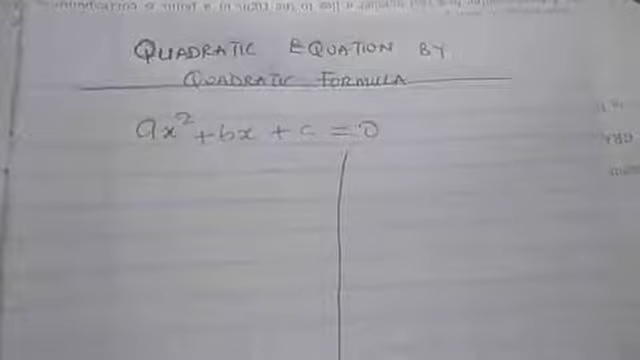 QUADRATIC EQUATION BY
QUADRATIC FORMULA
ax² + bx + c = 0